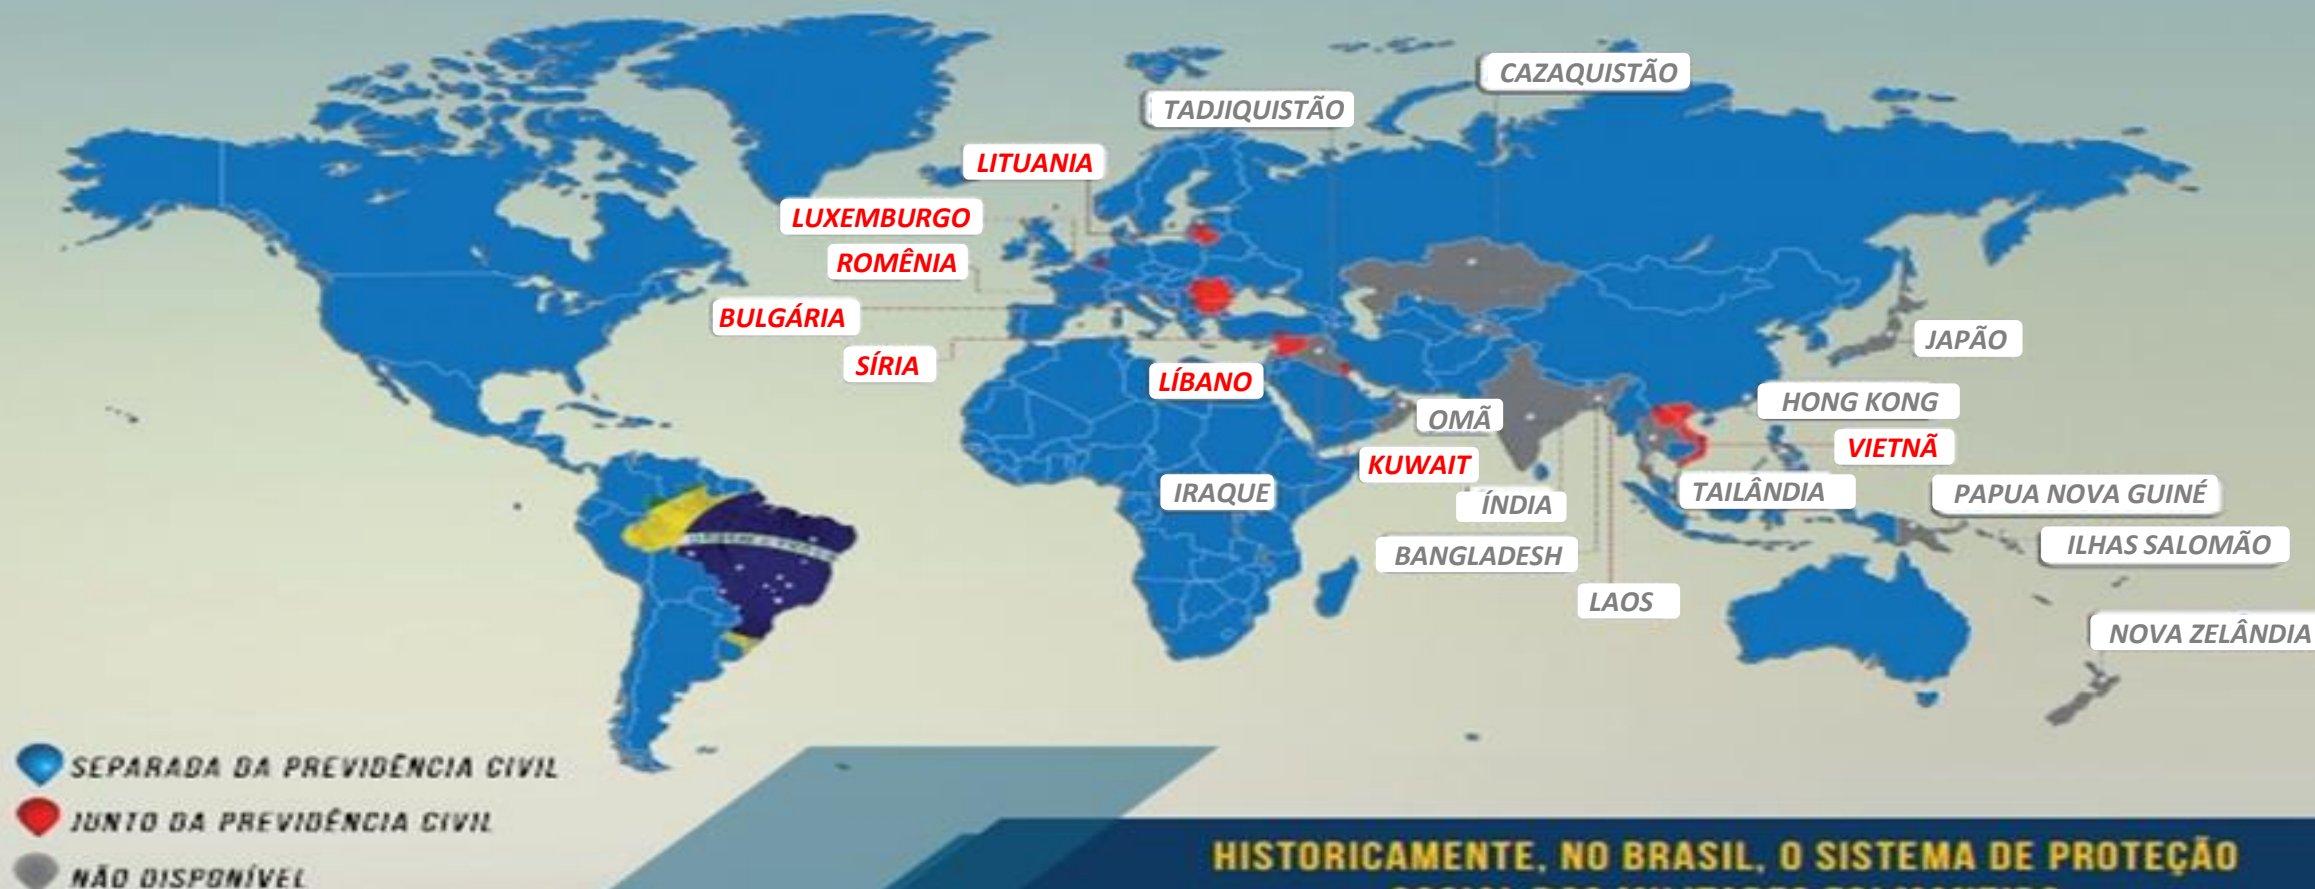 CAZAQUISTÃO
TADJIQUISTÃO
LITUANIA
LUXEMBURGO
ROMÊNIA
BULGÁRIA
SÍRIA
LÍBANO
JAPÃO
OMÃ
HONG KONG
KUWAIT
VIETNÃ
IRAQUE
ÍNDIA
TAILÂNDIA
PAPUA NOVA GUINÉ
BANGLADESH
ILHAS SALOMÃO
LAOS
NOVA ZELÂNDIA
SEPARADA DA PREVIDÊNCIA CIVIL
JUNTO DA PREVIDÊNCIA CIVIL
NÃO DISPONÍVEL
HISTORICAMENTE, NO BRASIL, O SISTEMA DE PROTEÇÃO